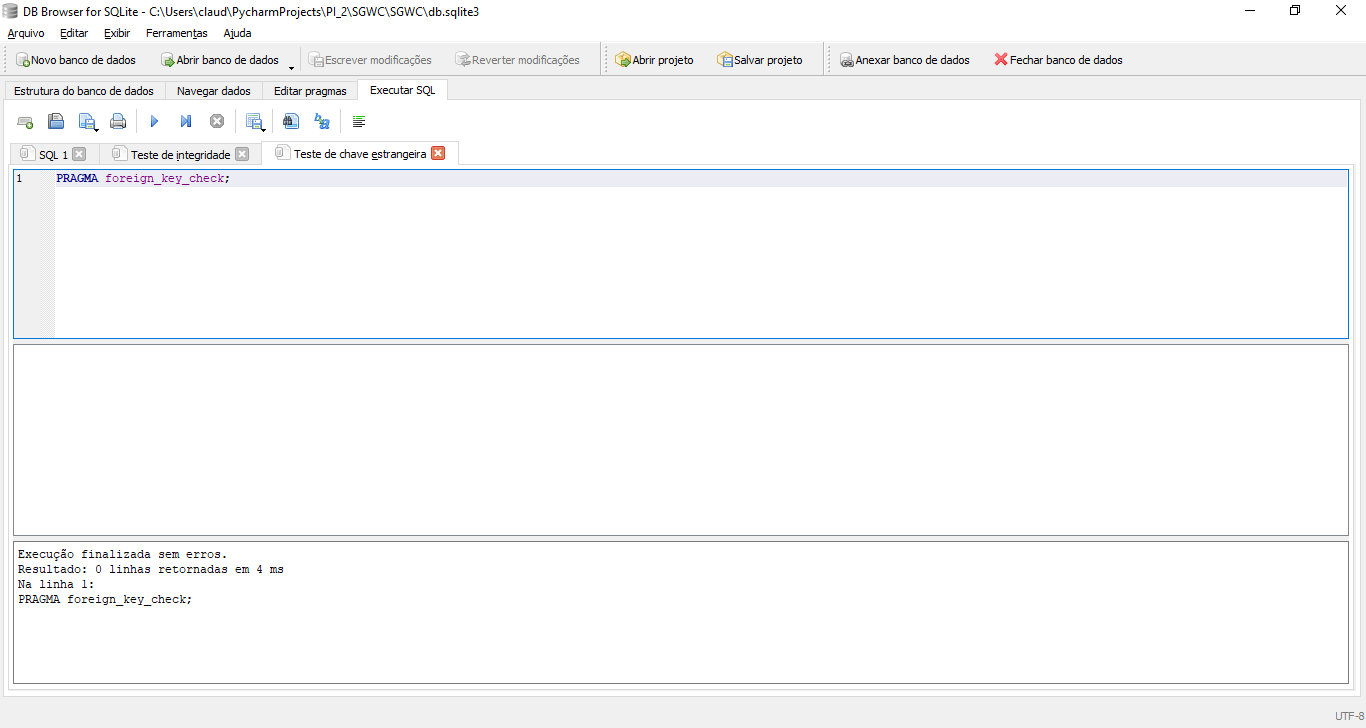 DB Browser for SQLite - C:\Users\claud\PycharmProjects\PI_2\SGWC\SGWC\db.sqlite3
Arquivo Editar Exibir Ferramentas Ajuda
Novo banco de dados Abrir banco de dados Escrever modificações Reverter modificações Abrir projeto Salvar projeto Anexar banco de dados Fechar banco de dados
Estrutura do banco de dados Navegar dados Editar pragmas Executar SQL
SQL 1 Teste de integridade Teste de chave estrangeira
1 PRAGMA foreign_key_check;
Execução finalizada sem erros.
Resultado: 0 linhas retornadas em 4 ms
Na linha 1:
PRAGMA foreign_key_check;
UTF-8